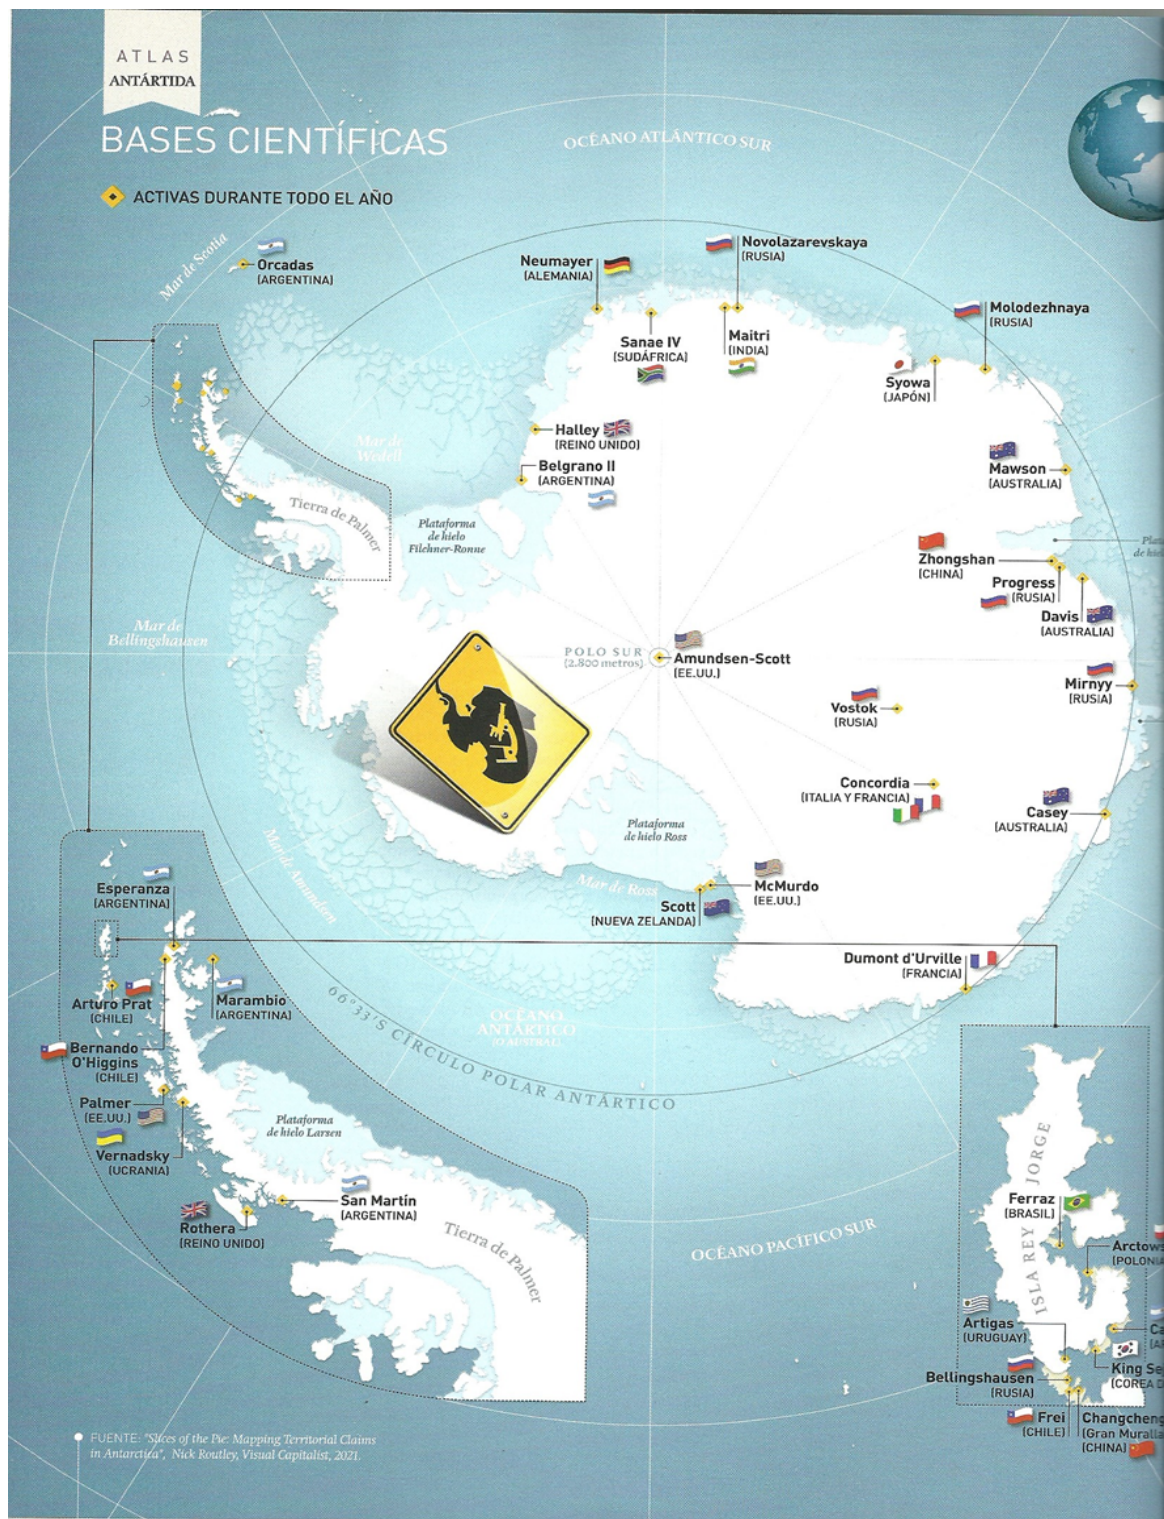 ATLAS
ANTÁRTIDA
BASES CIENTÍFICAS
ACTIVAS DURANTE TODO EL AÑO
OCÉANO ATLÁNTICO SUR
Mar de Scotia
Orcadas
(ARGENTINA)
Neumayer
(ALEMANIA)
Novolazarevskaya
(RUSIA)
Sanae IV
(SUDÁFRICA)
Maitri
(INDIA)
Molodezhnaya
(RUSIA)
Syowa
(JAPÓN)
Halley
(REINO UNIDO)
Belgrano II
(ARGENTINA)
Mar de
Wedell
Mawson
(AUSTRALIA)
Tierra de Palmer
Plataforma
de hielo
Filchner-Ronne
Zhongshan
(CHINA)
Progress
(RUSIA)
Davis
(AUSTRALIA)
Mar de
Bellingshausen
POLO SUR
(2.800 metros)
Amundsen-Scott
(EE.UU.)
Mirnyy
(RUSIA)
Vostok
(RUSIA)
Concordia
(ITALIA Y FRANCIA)
Casey
(AUSTRALIA)
Plataforma
de hielo Ross
Mar de Amundsen
Mar de Ross
McMurdo
(EE.UU.)
Scott
(NUEVA ZELANDA)
Dumont d'Urville
(FRANCIA)
Esperanza
(ARGENTINA)
Arturo Prat
(CHILE)
Marambio
(ARGENTINA)
Bernando
O'Higgins
(CHILE)
Palmer
(EE.UU.)
Vernadsky
(UCRANIA)
Plataforma
de hielo Larsen
66°33'S CÍRCULO POLAR ANTÁRTICO
OCÉANO
ANTÁRTICO
(O AUSTRAL)
San Martín
(ARGENTINA)
Rothera
(REINO UNIDO)
Tierra de Palmer
OCÉANO PACÍFICO SUR
ISLA REY JORGE
Ferraz
(BRASIL)
Arctows
(POLONIA
Artigas
(URUGUAY)
Ca
King Se
(COREA D
Bellingshausen
(RUSIA)
Frei
(CHILE)
Changcheng
(Gran Muralla
(CHINA)
FUENTE: "Slices of the Pie: Mapping Territorial Claims
in Antarctica", Nick Routley, Visual Capitalist, 2021.